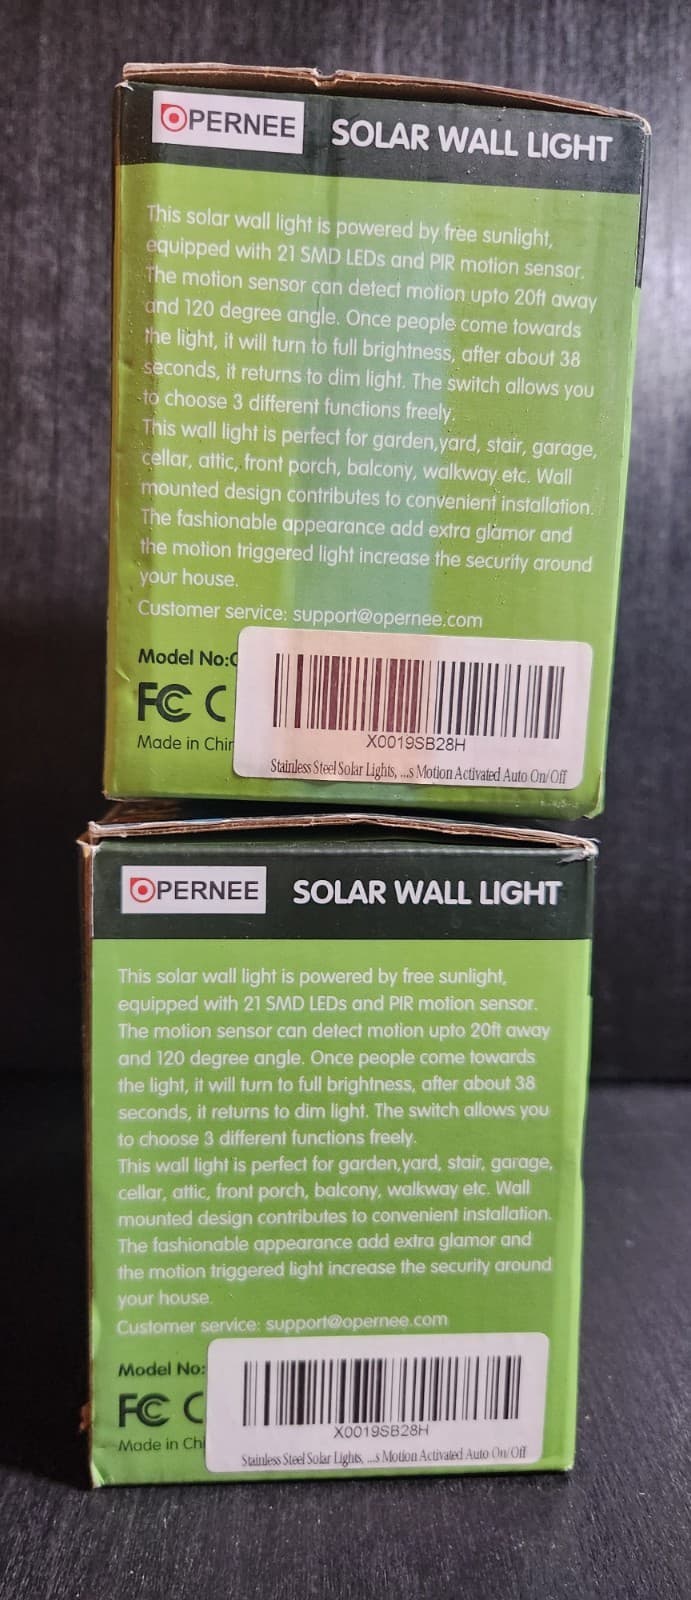 OPERNEE SOLAR WALL LIGHT
This solar wall light is powered by free sunlight,
equipped with 21 SMD LEDs and PIR motion sensor.
The motion sensor can detect motion upto 20ft away
and 120 degree angle. Once people come towards
the light, it will turn to full brightness, after about 38
seconds, it returns to dim light. The switch allows you
to choose 3 different functions freely.
This wall light is perfect for garden,yard, stair, garage,
cellar, attic, front porch, balcony, walkway etc. Wall
mounted design contributes to convenient installation.
The fashionable appearance add extra glamor and
the motion triggered light increase the security around
your house.
Customer service: support@opernee.com
Model No:
FC C
Made in Chin
X0019SB28H
Stainless Steel Solar Lights, ...s Motion Activated Auto On/Off
OPERNEE SOLAR WALL LIGHT
This solar wall light is powered by free sunlight,
equipped with 21 SMD LEDs and PIR motion sensor.
The motion sensor can detect motion upto 20ft away
and 120 degree angle. Once people come towards
the light, it will turn to full brightness, after about 38
seconds, it returns to dim light. The switch allows you
to choose 3 different functions freely.
This wall light is perfect for garden,yard, stair, garage,
cellar, attic, front porch, balcony, walkway etc. Wall
mounted design contributes to convenient installation.
The fashionable appearance add extra glamor and
the motion triggered light increase the security around
your house.
Customer service: support@opernee.com
Model No:
FC C
Made in Chi
X0019SB28H
Stainless Steel Solar Lights, ...s Motion Activated Auto On/Off